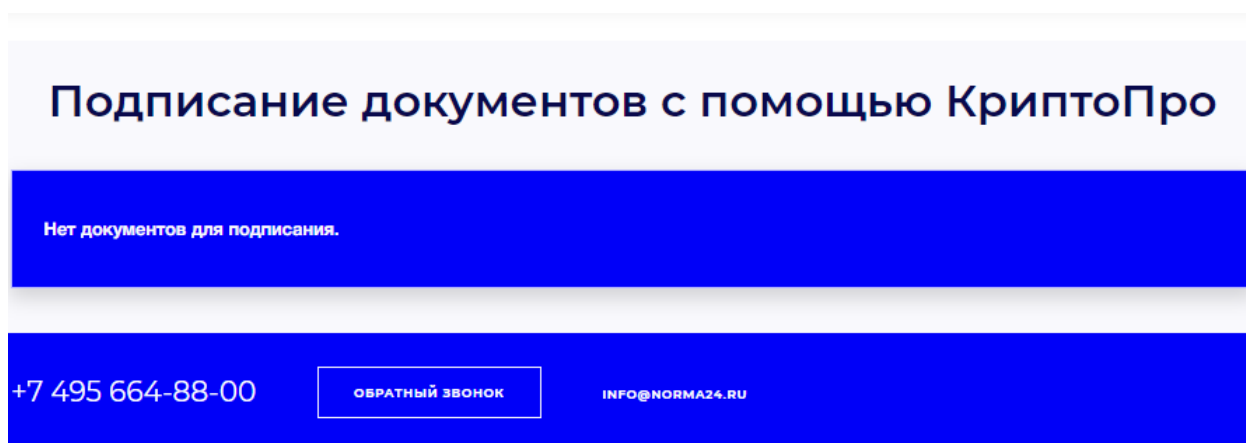 Подписание документов с помощью КриптоПро
Нет документов для подписания.
+7 495 664-88-00
ОБРАТНЫЙ ЗВОНОК
INFO@NORMA24.RU